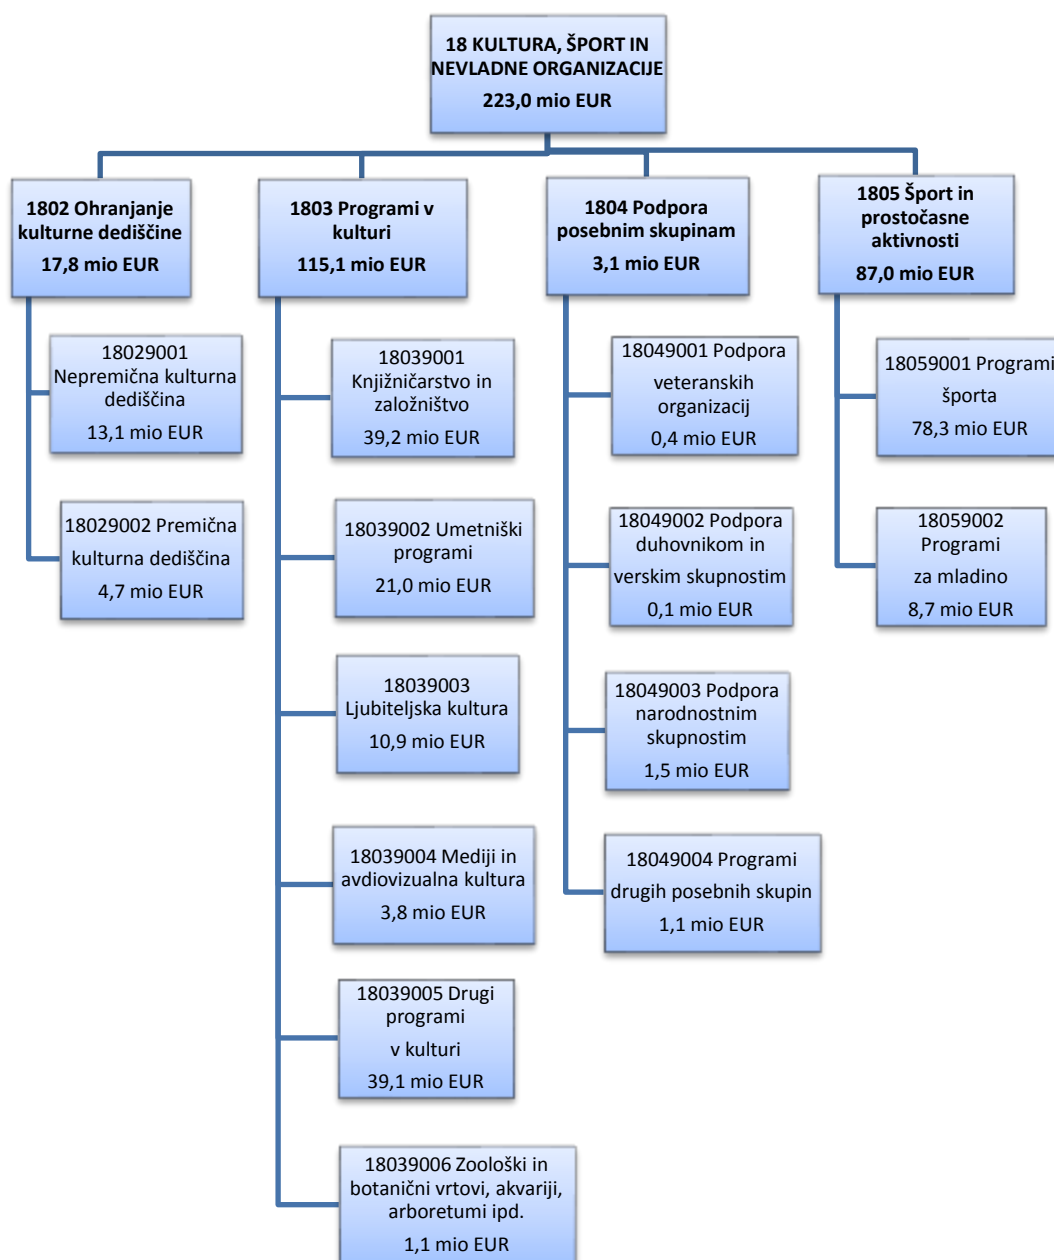 18 KULTURA, ŠPORT IN
NEVLADNE ORGANIZACIJE
223,0 mio EUR
1802 Ohranjanje
kulturne dediščine
17,8 mio EUR
18029001
Nepremična kulturna
dediščina
13,1 mio EUR
18029002 Premična
kulturna dediščina
4,7 mio EUR
1803 Programi v
kulturi
115,1 mio EUR
18039001
Knjižničarstvo in
založništvo
39,2 mio EUR
18039002 Umetniški
programi
21,0 mio EUR
18039003
Ljubiteljska kultura
10,9 mio EUR
18039004 Mediji in
avdiovizualna kultura
3,8 mio EUR
18039005 Drugi
programi
v kulturi
39,1 mio EUR
18039006 Zoološki in
botanični vrtovi, akvariji,
arboretumi ipd.
1,1 mio EUR
1804 Podpora
posebnim skupinam
3,1 mio EUR
18049001 Podpora
veteranskih
organizacij
0,4 mio EUR
18049002 Podpora
duhovnikom in
verskim skupnostim
0,1 mio EUR
18049003 Podpora
narodnostnim
skupnostim
1,5 mio EUR
18049004 Programi
drugih posebnih skupin
1,1 mio EUR
1805 Šport in
prostočasne
aktivnosti
87,0 mio EUR
18059001 Programi
športa
78,3 mio EUR
18059002
Programi
za mladino
8,7 mio EUR